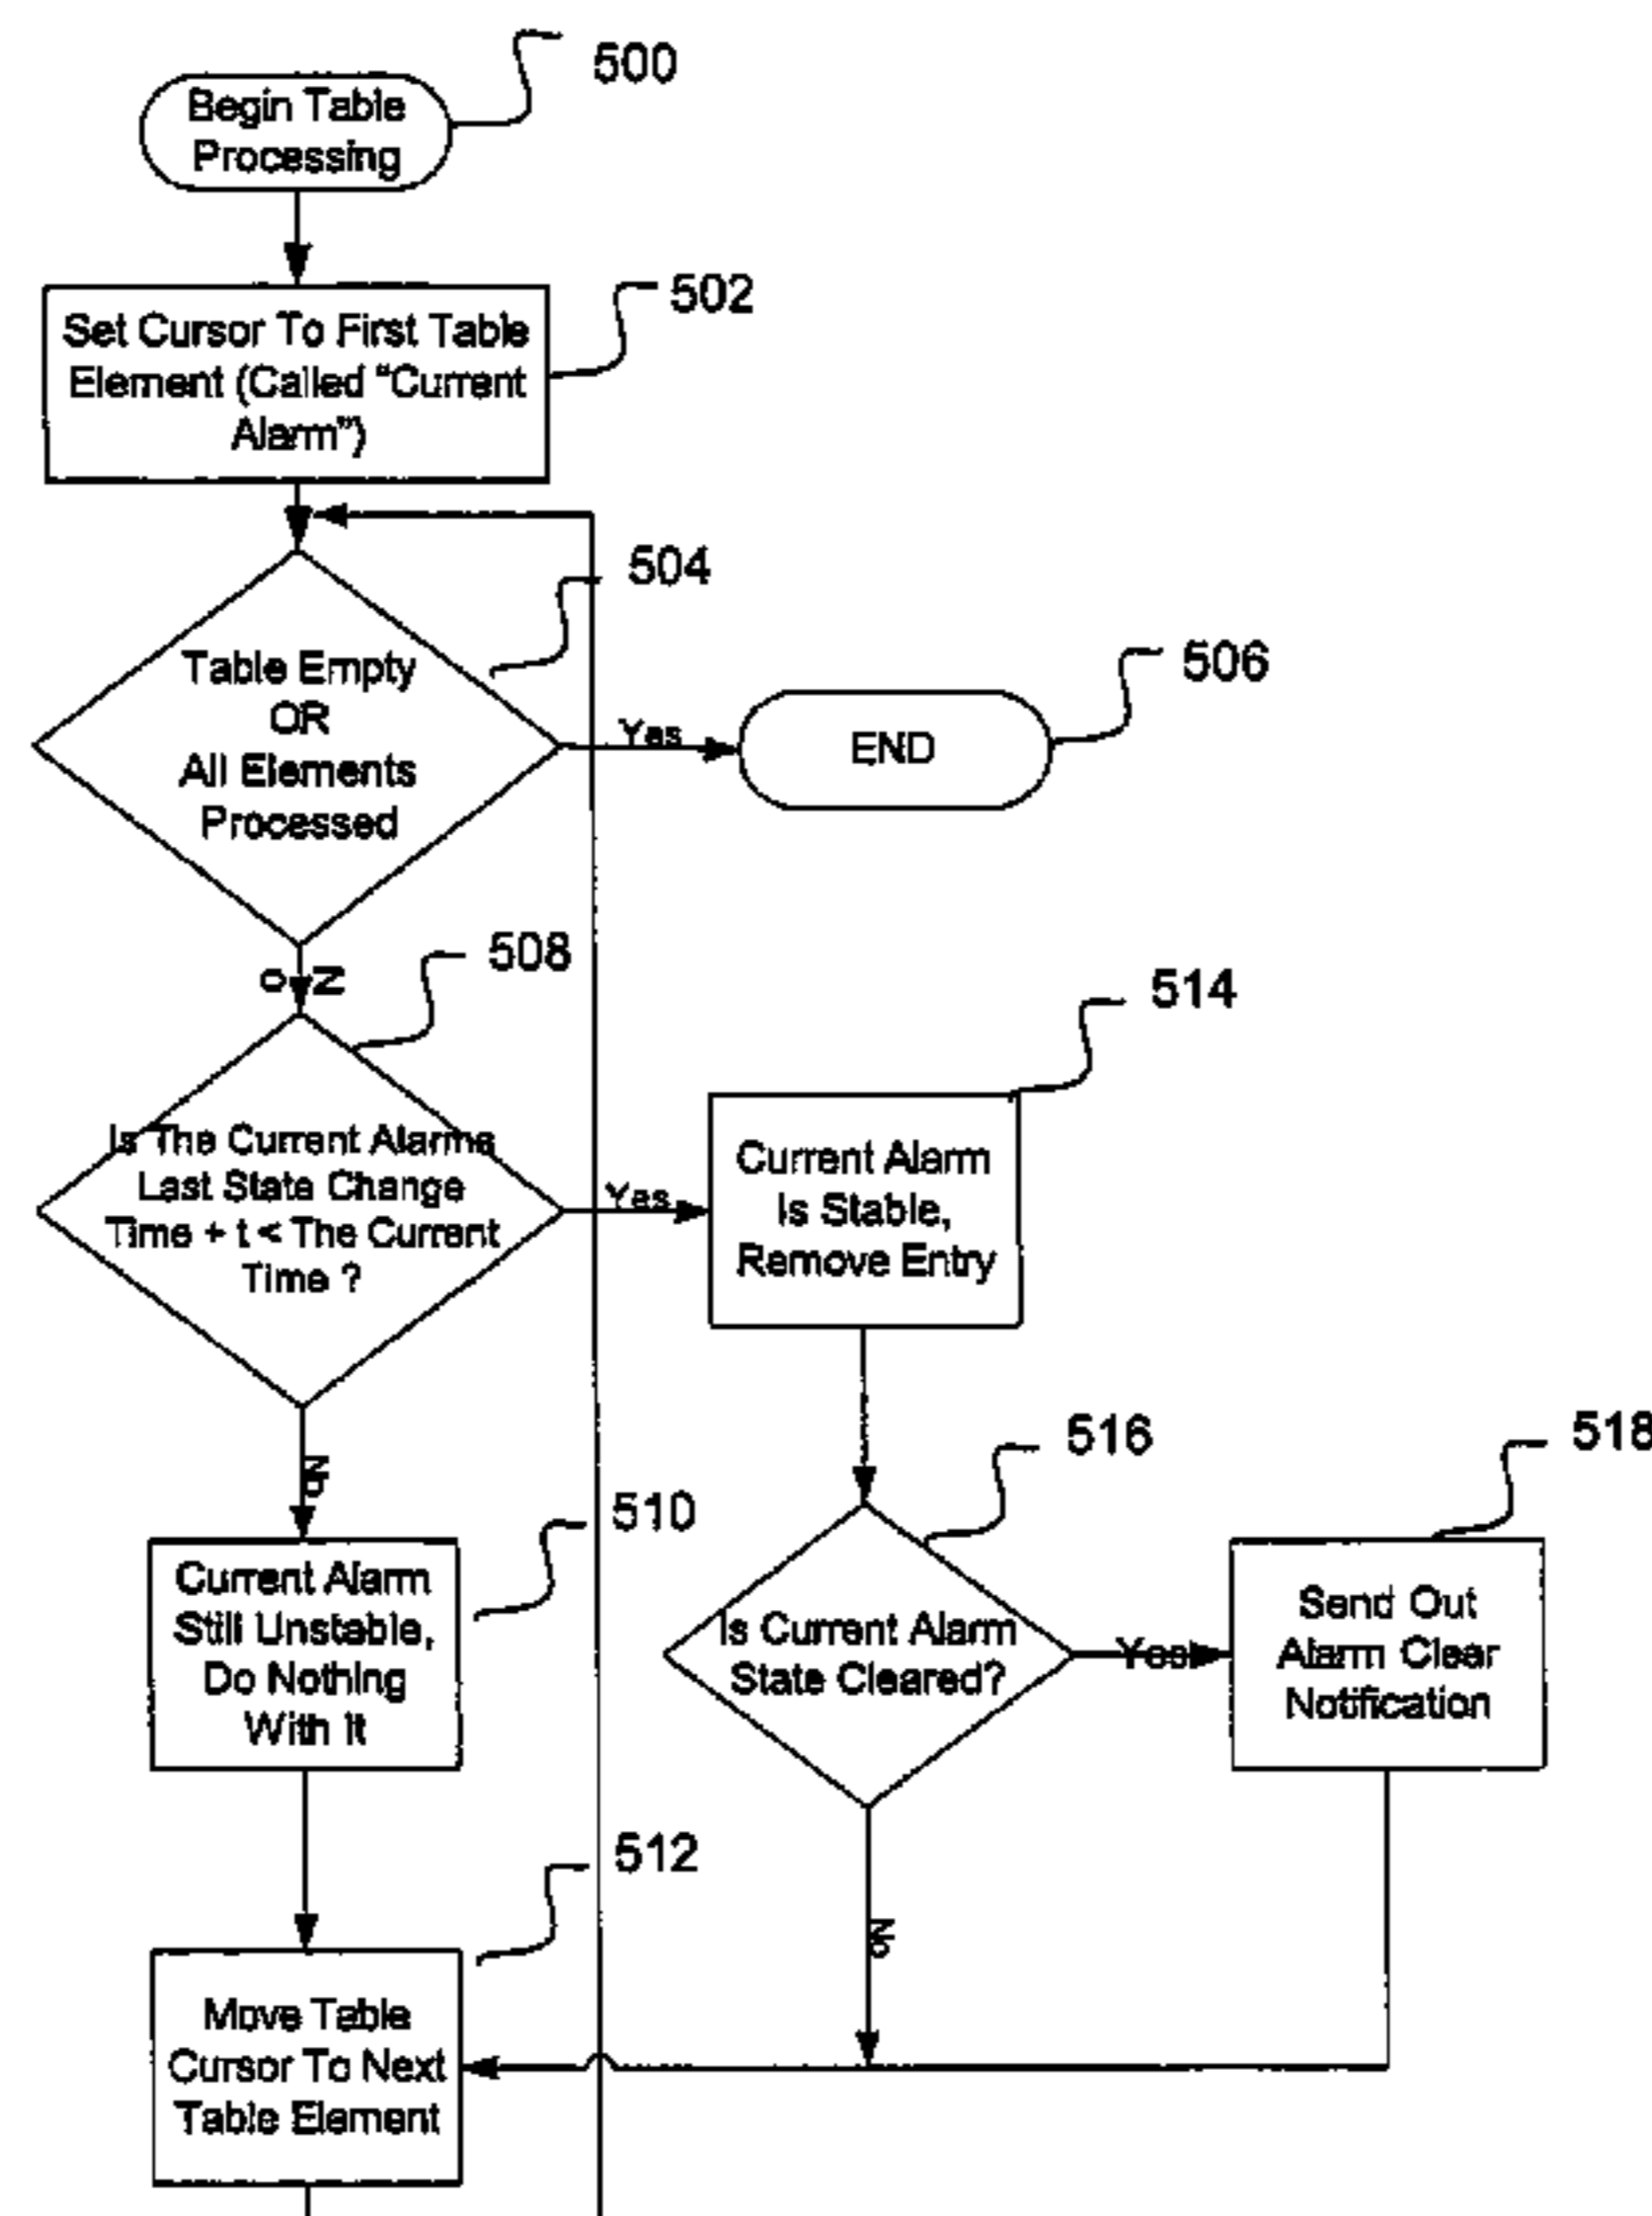 500
Begin Table
Processing
502
Set Cursor To First Table
Element (Called “Current
Alarm”)
504
Table Empty
OR
All Elements
Processed
Yes
506
END
No
508
Is The Current Alarms
Last State Change
Time + t < The Current
Time ?
Yes
514
Current Alarm
Is Stable,
Remove Entry
No
510
Current Alarm
Still Unstable,
Do Nothing
With It
516
Is Current Alarm
State Cleared?
Yes
518
Send Out
Alarm Clear
Notification
No
512
Move Table
Cursor To Next
Table Element